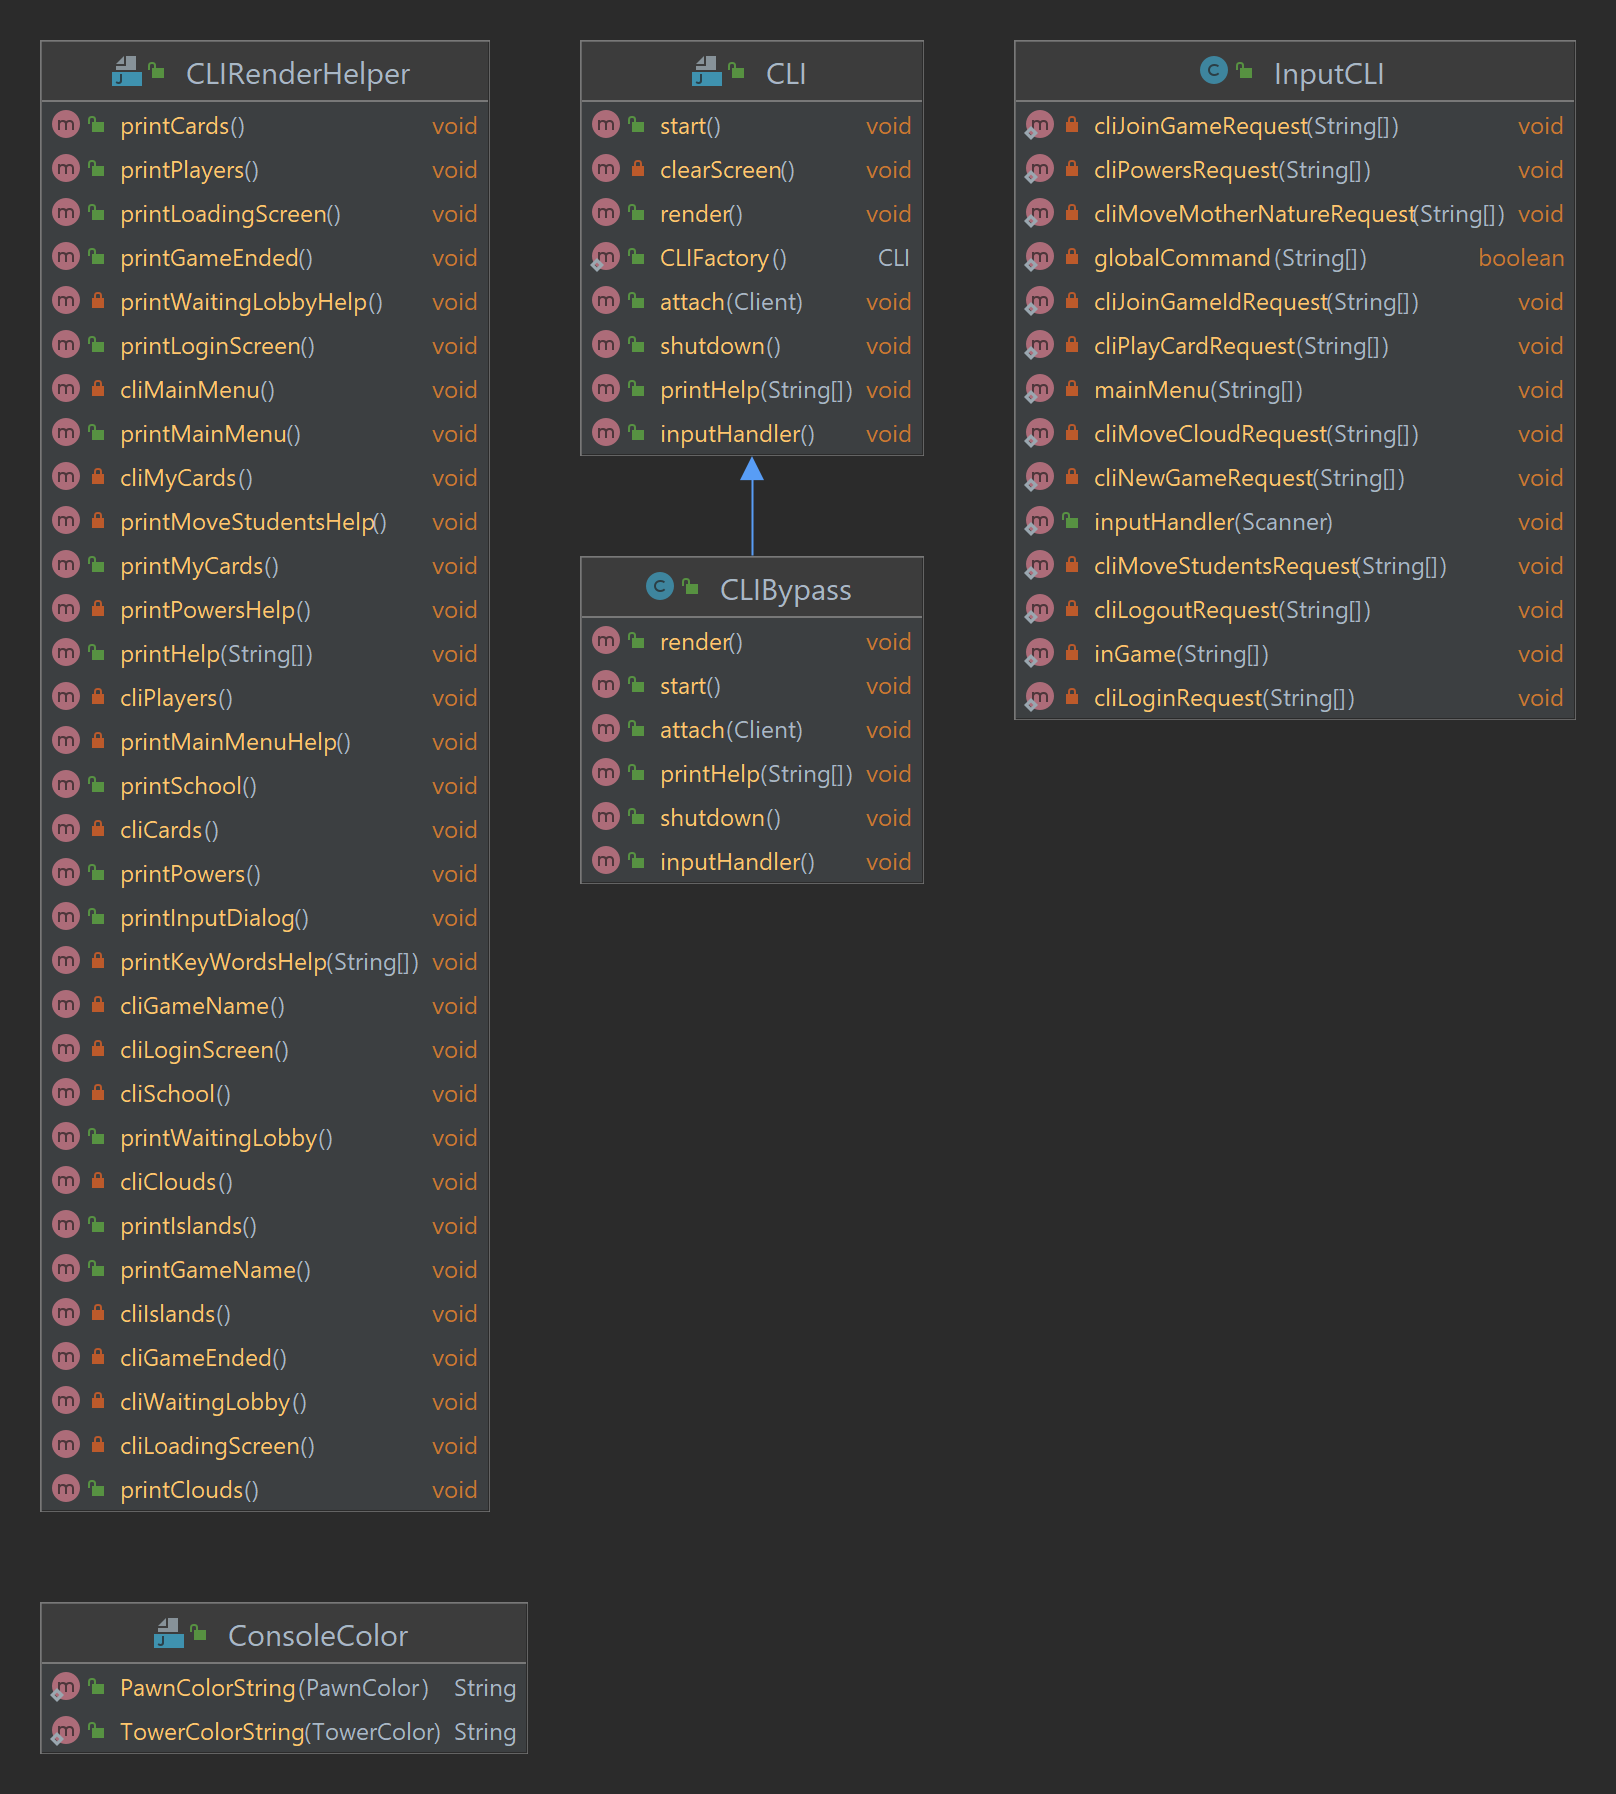 CLIRenderHelper
printCards() void
printPlayers() void
printLoadingScreen() void
printGameEnded() void
printWaitingLobbyHelp() void
printLoginScreen() void
cliMainMenu() void
printMainMenu() void
cliMyCards() void
printMoveStudentsHelp() void
printMyCards() void
printPowersHelp() void
printHelp(String[]) void
cliPlayers() void
printMainMenuHelp() void
printSchool() void
cliCards() void
printPowers() void
printInputDialog() void
printKeyWordsHelp(String[]) void
cliGameName() void
cliLoginScreen() void
cliSchool() void
printWaitingLobby() void
cliClouds() void
printIslands() void
printGameName() void
cliIslands() void
cliGameEnded() void
cliWaitingLobby() void
cliLoadingScreen() void
printClouds() void
CLI
start() void
clearScreen() void
render() void
CLIFactory() CLI
attach(Client) void
shutdown() void
printHelp(String[]) void
inputHandler() void
CLIBypass
render() void
start() void
attach(Client) void
printHelp(String[]) void
shutdown() void
inputHandler() void
InputCLI
cliJoinGameRequest(String[]) void
cliPowersRequest(String[]) void
cliMoveMotherNatureRequest(String[]) void
globalCommand(String[]) boolean
cliJoinGameIdRequest(String[]) void
cliPlayCardRequest(String[]) void
mainMenu(String[]) void
cliMoveCloudRequest(String[]) void
cliNewGameRequest(String[]) void
inputHandler(Scanner) void
cliMoveStudentsRequest(String[]) void
cliLogoutRequest(String[]) void
inGame(String[]) void
cliLoginRequest(String[]) void
ConsoleColor
PawnColorString(PawnColor) String
TowerColorString(TowerColor) String